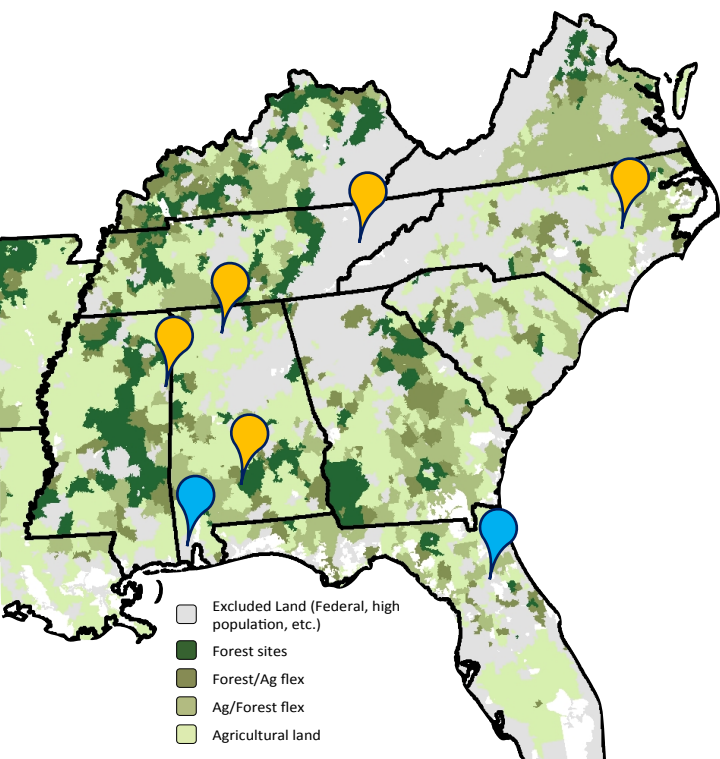 Excluded Land (Federal, high
population, etc.)
Forest sites
Forest/Ag flex
Ag/Forest flex
Agricultural land